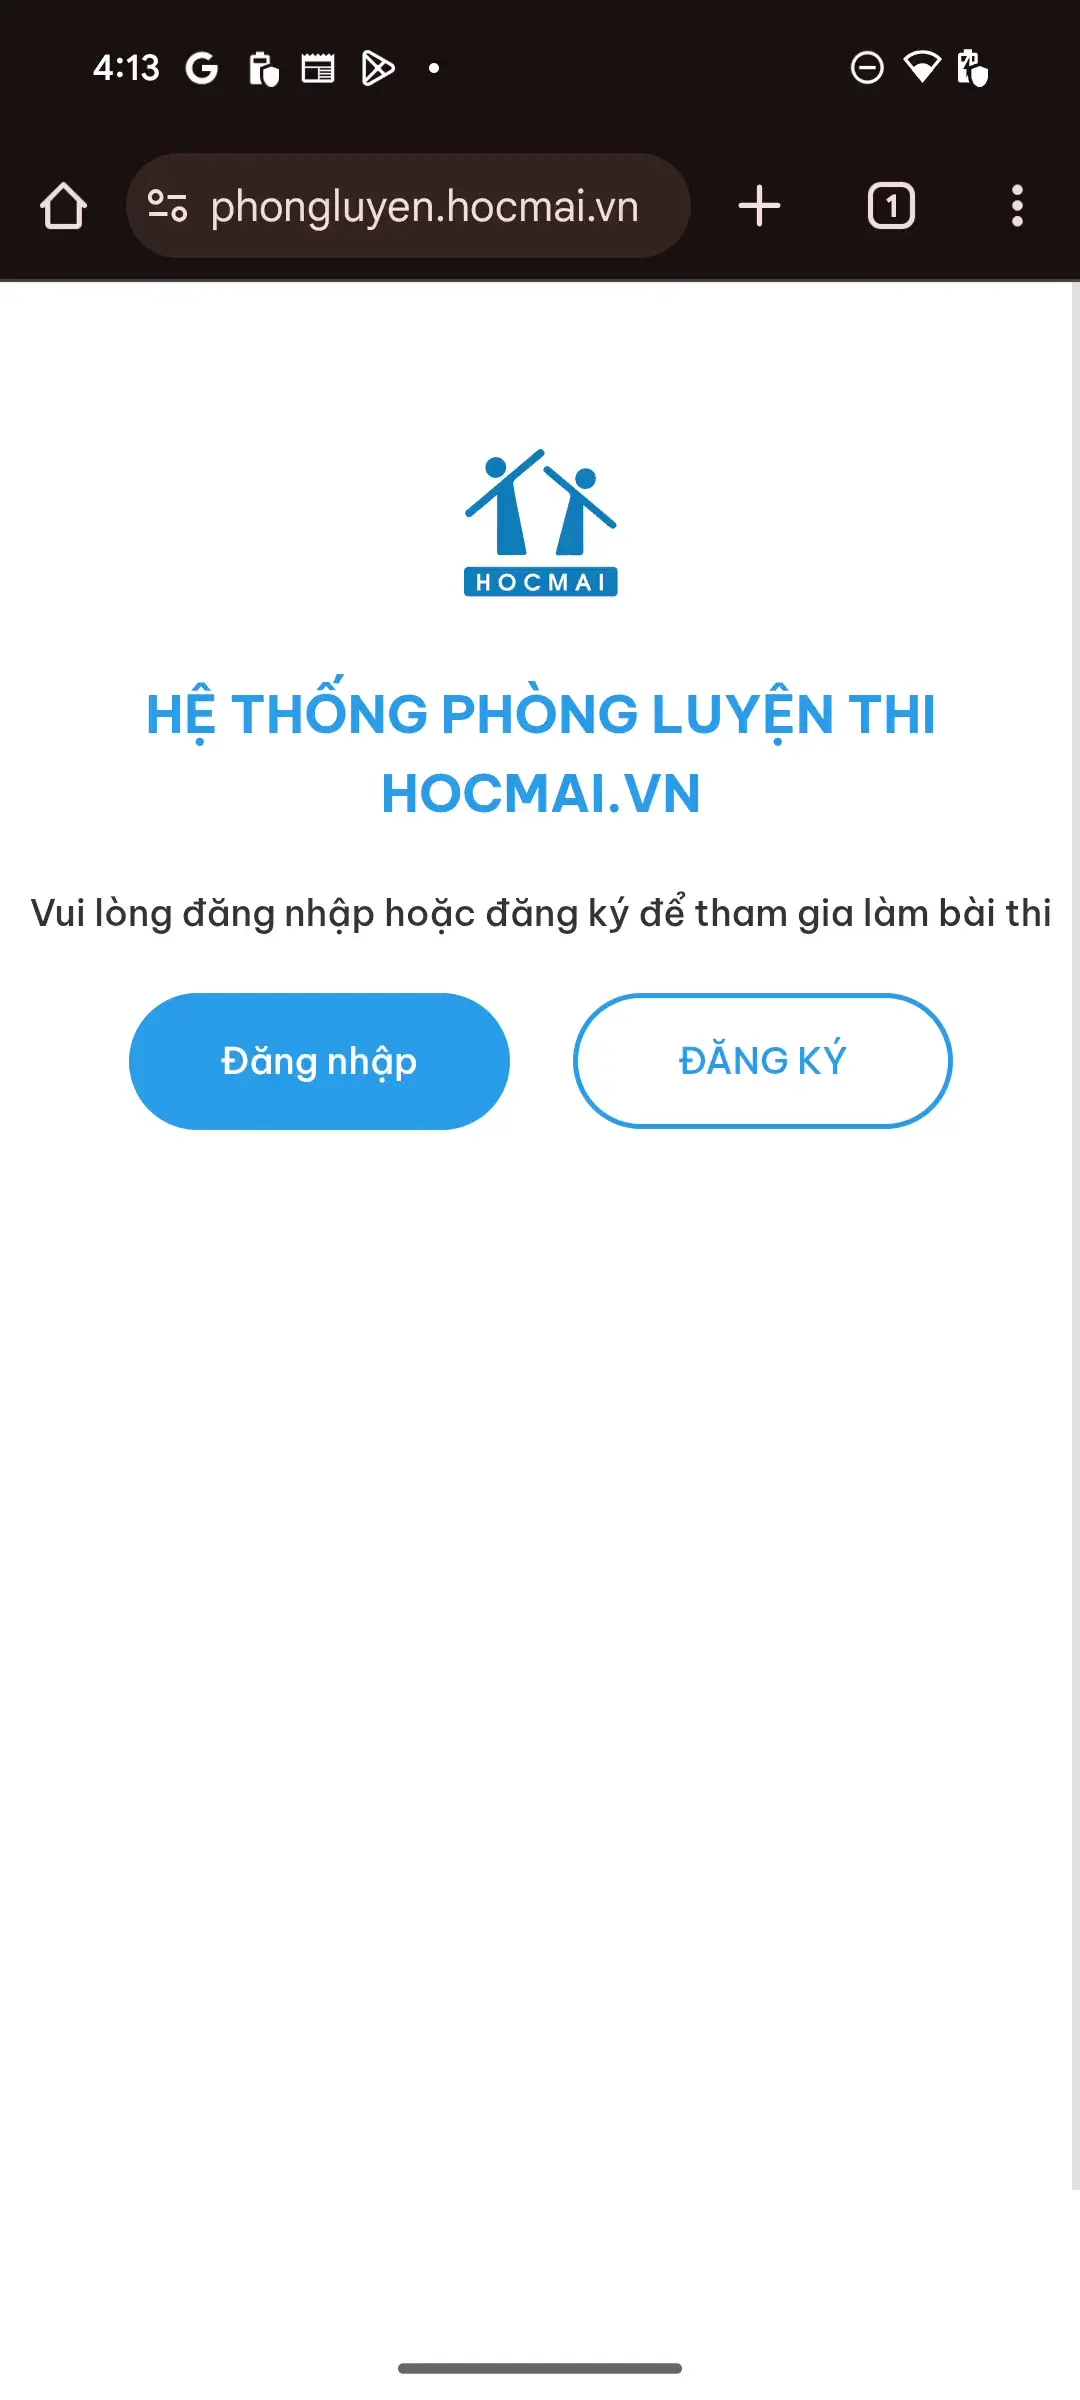 4:13
phongluyen.hocmai.vn
1
HOCMAI
HỆ THỐNG PHÒNG LUYỆN THI
HOCMAI.VN
Vui lòng đăng nhập hoặc đăng ký để tham gia làm bài thi
Đăng nhập
ĐĂNG KÝ